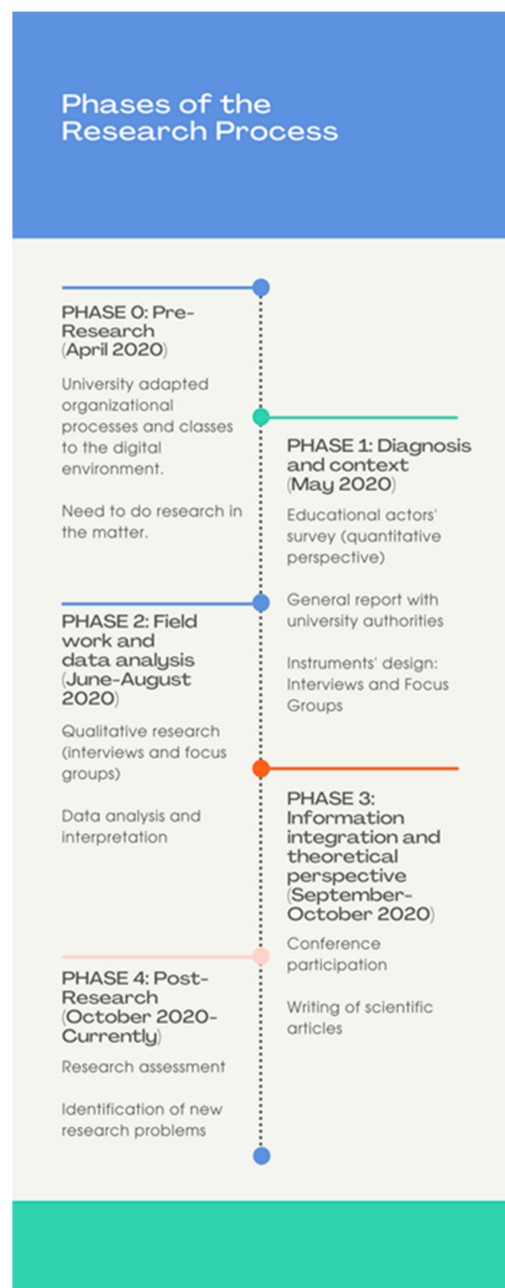 Phases of the
Research Process
PHASE 0: Pre-
Research
(April 2020)
University adapted
organizational
processes and classes
to the digital
environment.
Need to do research in
the matter.
PHASE 1: Diagnosis
and context
(May 2020)
Educational actors'
survey (quantitative
perspective)
General report with
university authorities
Instruments' design:
Interviews and Focus
Groups
PHASE 2: Field
work and
data analysis
(June-August
2020)
Qualitative research
(interviews and focus
groups)
Data analysis and
interpretation
PHASE 3:
Information
integration and
theoretical
perspective
(September-
October 2020)
Conference
participation
Writing of scientific
articles
PHASE 4: Post-
Research
(October 2020-
Currently)
Research assessment
Identification of new
research problems